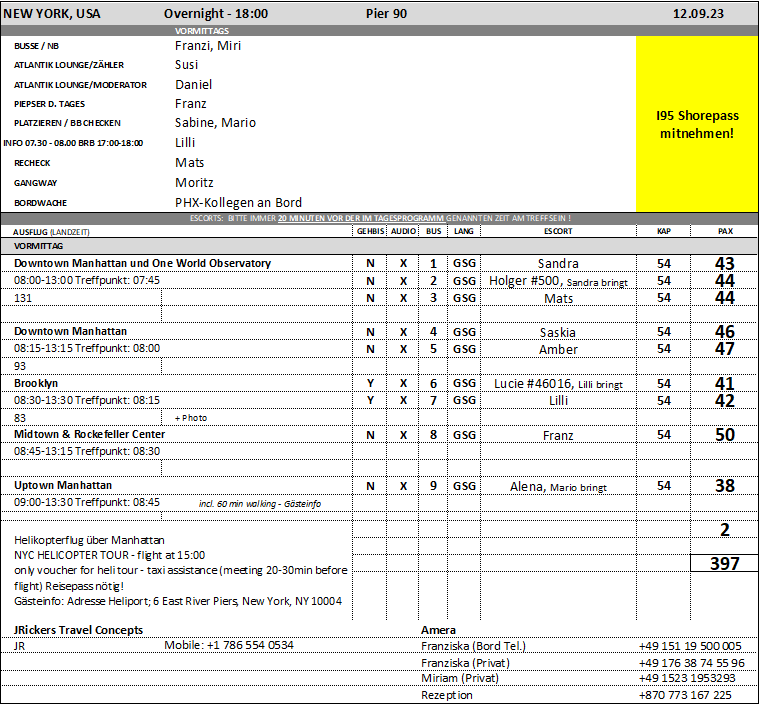 NEW YORK, USA Overnight - 18:00 Pier 90 12.09.23
VORMITTAGS
BUSSE / NB Franzi, Miri
ATLANTIK LOUNGE/ZÄHLER Susi
ATLANTIK LOUNGE/MODERATOR Daniel
PIEPSER D. TAGES Franz
PLATZIEREN / BB CHECKEN Sabine, Mario
INFO 07.30 - 08.00 BRB 17:00-18:00 Lilli
RECHECK Mats
GANGWAY Moritz
BORDWACHE PHX-Kollegen an Bord
I95 Shorepass
mitnehmen!
ESCORTS: BITTE IMMER 20 MINUTEN VOR DER IM TAGESPROGRAMM GENANNTEN ZEIT AM TREFF SEIN !
AUSFLUG (LANDZEIT) GEHBIS AUDIO BUS LANG ESCORT KAP PAX
VORMITTAG
Downtown Manhattan und One World Observatory N X 1 GSG Sandra 54 43
08:00-13:00 Treffpunkt: 07:45 N X 2 GSG Holger #500, Sandra bringt 54 44
131 N X 3 GSG Mats 54 44
Downtown Manhattan N X 4 GSG Saskia 54 46
08:15-13:15 Treffpunkt: 08:00 N X 5 GSG Amber 54 47
93
Brooklyn Y X 6 GSG Lucie #46016, Lilli bringt 54 41
08:30-13:30 Treffpunkt: 08:15 Y X 7 GSG Lilli 54 42
83 + Photo
Midtown & Rockefeller Center N X 8 GSG Franz 54 50
08:45-13:15 Treffpunkt: 08:30
Uptown Manhattan N X 9 GSG Alena, Mario bringt 54 38
09:00-13:30 Treffpunkt: 08:45 incl. 60 min walking - Gästeinfo
2
Helikopterflug über Manhattan
NYC HELICOPTER TOUR - flight at 15:00
397
only voucher for heli tour - taxi assistance (meeting 20-30min before
flight) Reisepass nötig!
Gästeinfo: Adresse Heliport; 6 East River Piers, New York, NY 10004
JRickers Travel Concepts Amera
JR Mobile: +1 786 554 0534 Franziska (Bord Tel.) +49 151 19 500 005
Franziska (Privat) +49 176 38 74 55 96
Miriam (Privat) +49 1523 1953293
Rezeption +870 773 167 225